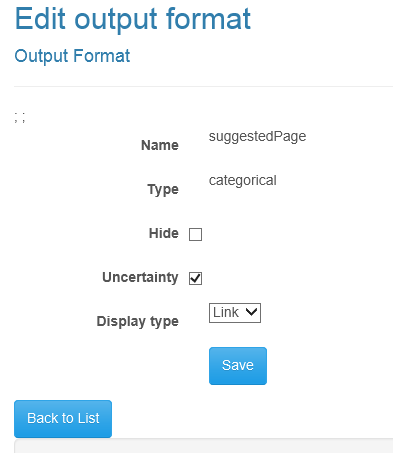 Edit output format
Output Format
; ;
Name suggestedPage
Type categorical
Hide
Uncertainty
Display type Link
Save
Back to List